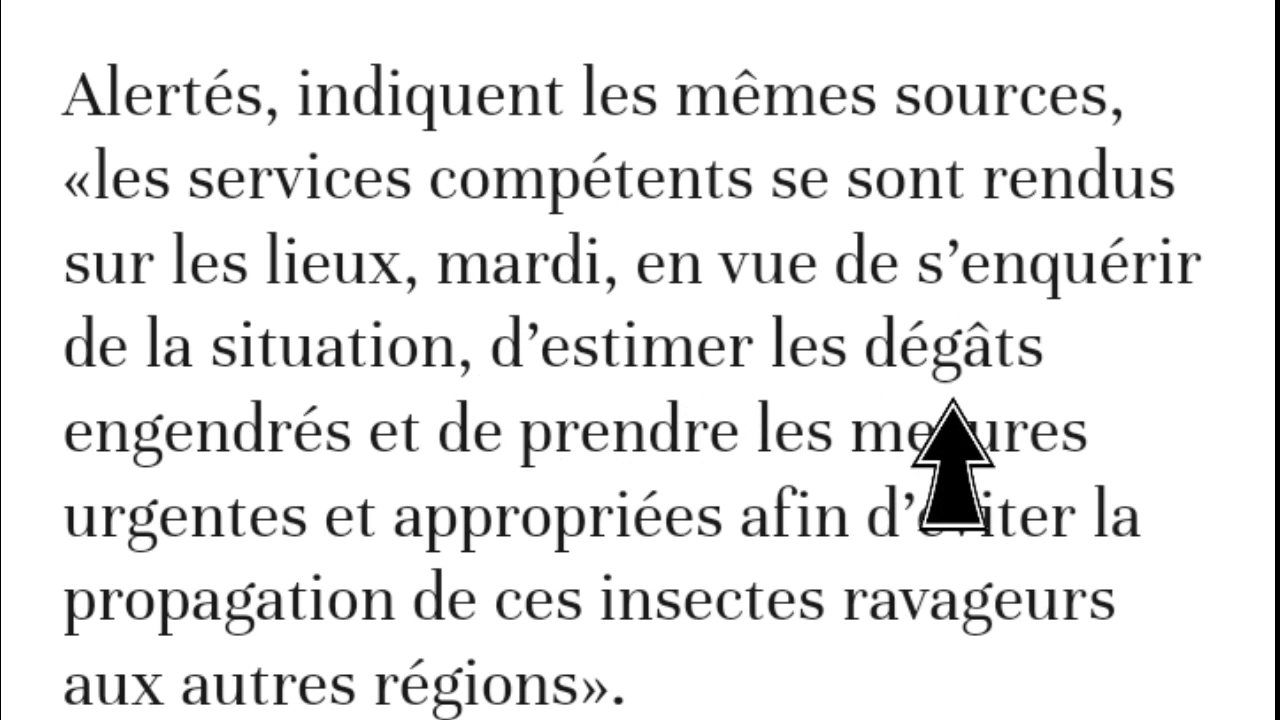 Alertés, indiquent les mêmes sources,
«les services compétents se sont rendus
sur les lieux, mardi, en vue de s’enquérir
de la situation, d’estimer les dégâts
engendrés et de prendre les mesures
urgentes et appropriées afin d’éviter la
propagation de ces insectes ravageurs
aux autres régions».